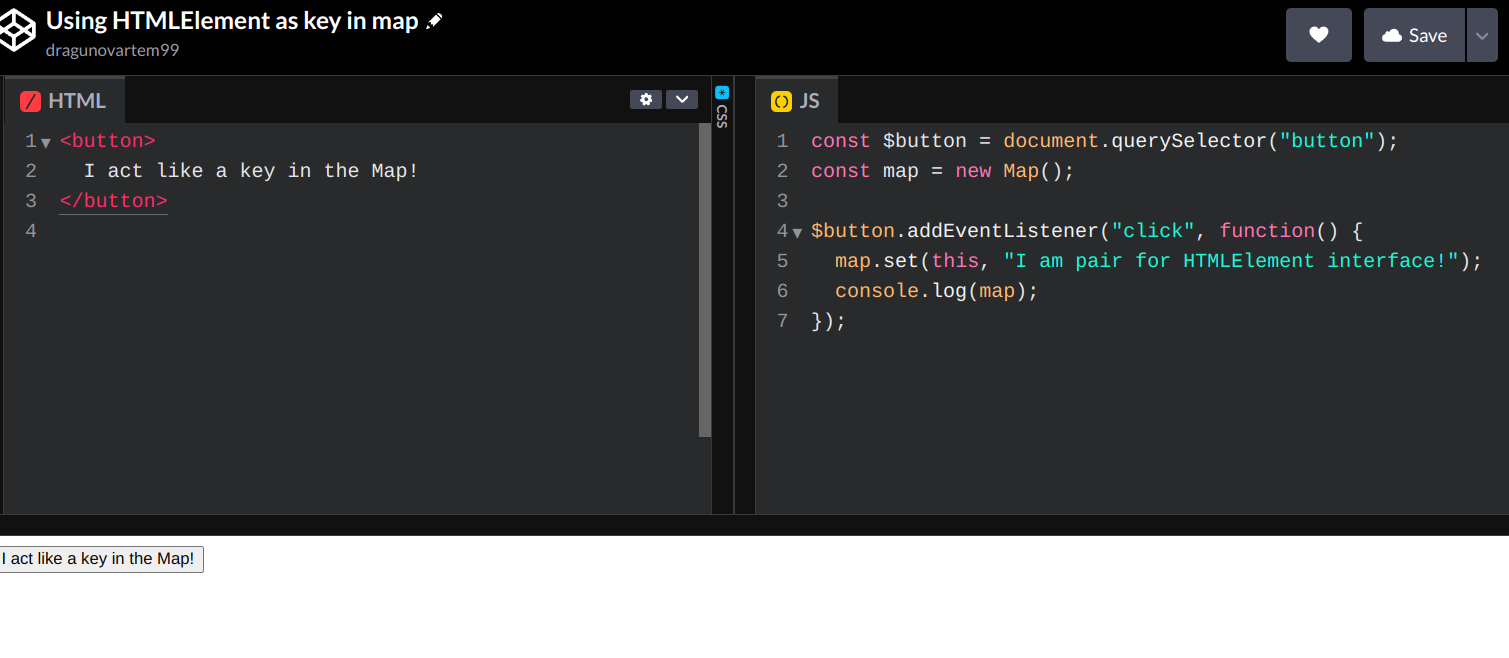 Using HTMLElement as key in map
dragunovartem99
Save
HTML
1 <button>
2 I act like a key in the Map!
3 </button>
4
CSS
JS
1 const $button = document.querySelector("button");
2 const map = new Map();
3
4 $button.addEventListener("click", function() {
5 map.set(this, "I am pair for HTMLElement interface!");
6 console.log(map);
7 });
I act like a key in the Map!